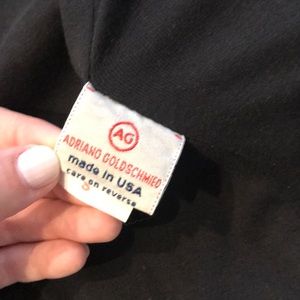 AG
ADRIANO GOLDSCHMIED
made in USA
care on reverse
S